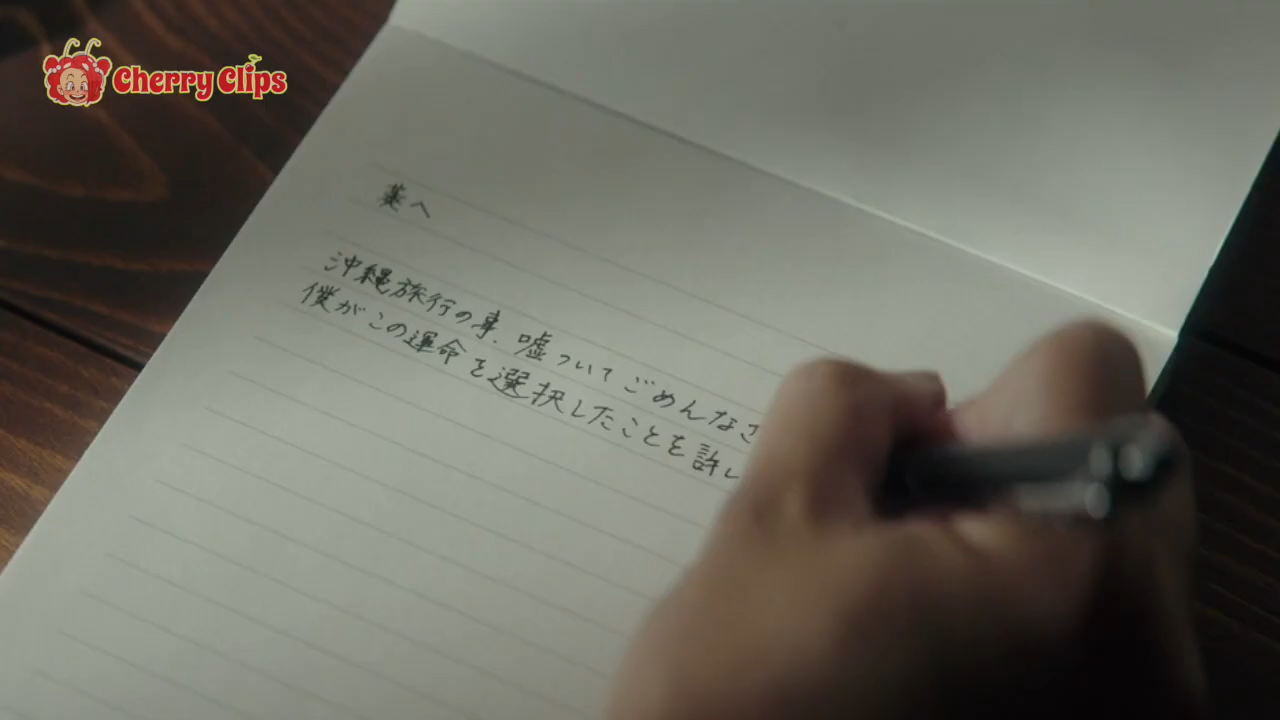 Cherry Clips
葵へ
沖縄旅行の事、嘘ついてごめんなさ
僕がこの運命を選択したことを許し